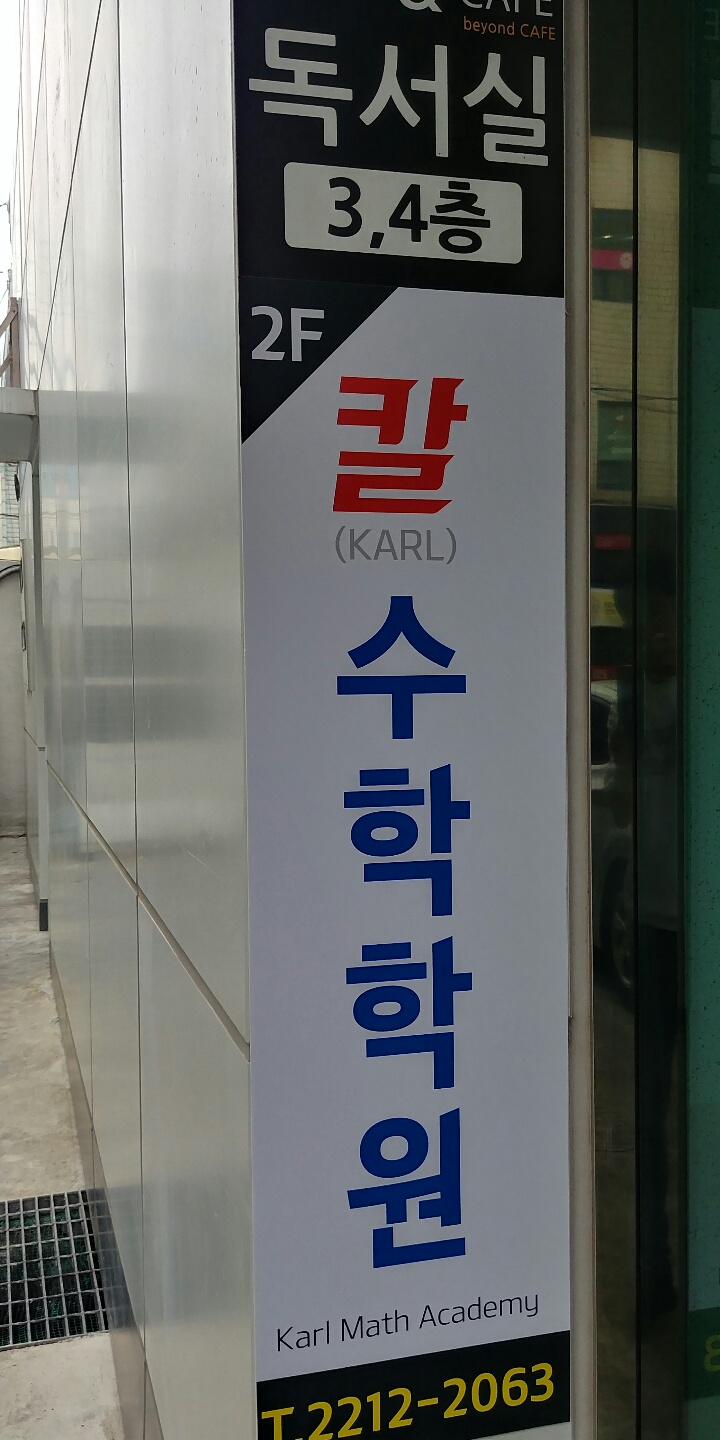 & CAFE
beyond CAFE
독서실
3,4층
2F
칼
(KARL)
수학학원
Karl Math Academy
T.2212-2063